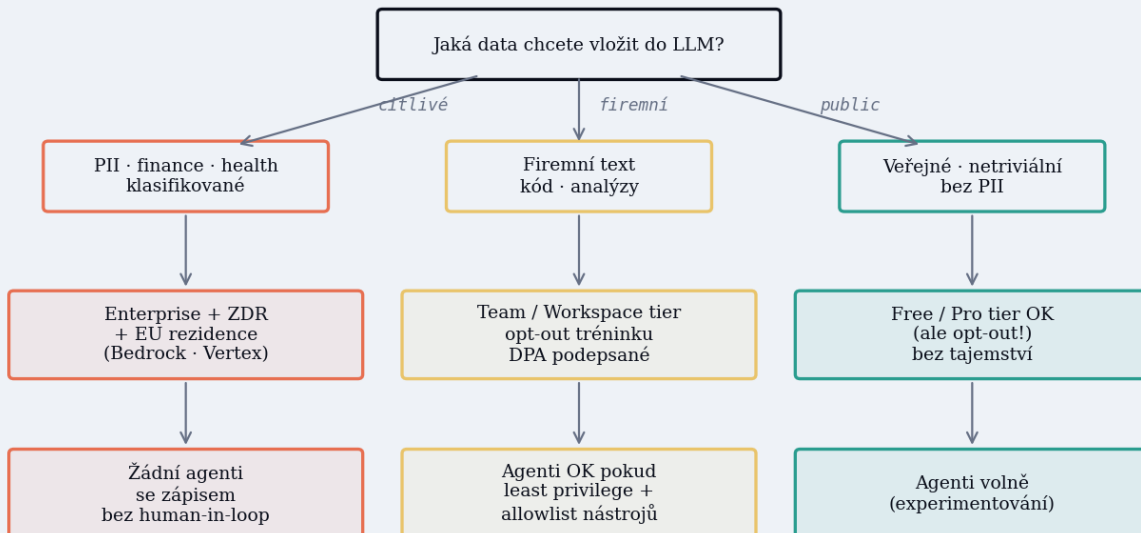 Jaká data chcete vložit do LLM?
citlivé
firemní
public
PII · finance · health
klasifikované
Firemní text
kód · analýzy
Veřejné · netriviální
bez PII
Enterprise + ZDR
+ EU rezidence
(Bedrock · Vertex)
Team / Workspace tier
opt-out tréninku
DPA podepsané
Free / Pro tier OK
(ale opt-out!)
bez tajemství
Žádní agenti
se zápisem
bez human-in-loop
Agenti OK pokud
least privilege +
allowlist nástrojů
Agenti volně
(experimentování)